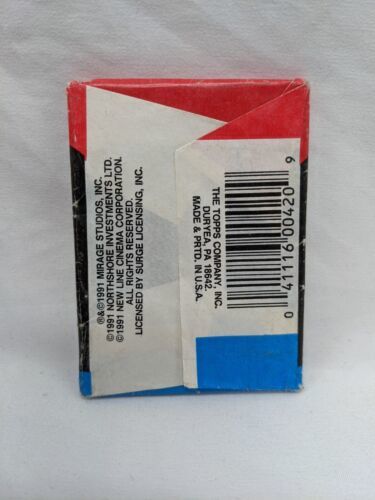 ®&©1991 MIRAGE STUDIOS, INC.
©1991 NORTHSHORE INVESTMENTS LTD.
©1991 NEW LINE CINEMA CORPORATION.
ALL RIGHTS RESERVED.
LICENSED BY SURGE LICENSING, INC.
THE TOPPS COMPANY, INC.
DURYEA, PA 18642.
MADE & PRTD. IN U.S.A.
0 41116 00420 9